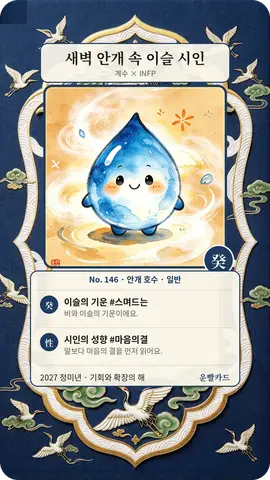 새벽 안개 속 이슬 시인
계수 × INFP
癸
No. 146 · 안개 호수 · 일반
癸
이슬의 기운 #스며드는
비와 이슬의 기운이에요.
性
시인의 성향 #마음의결
말보다 마음의 결을 먼저 읽어요.
2027 정미년 · 기회와 확장의 해
운빨카드